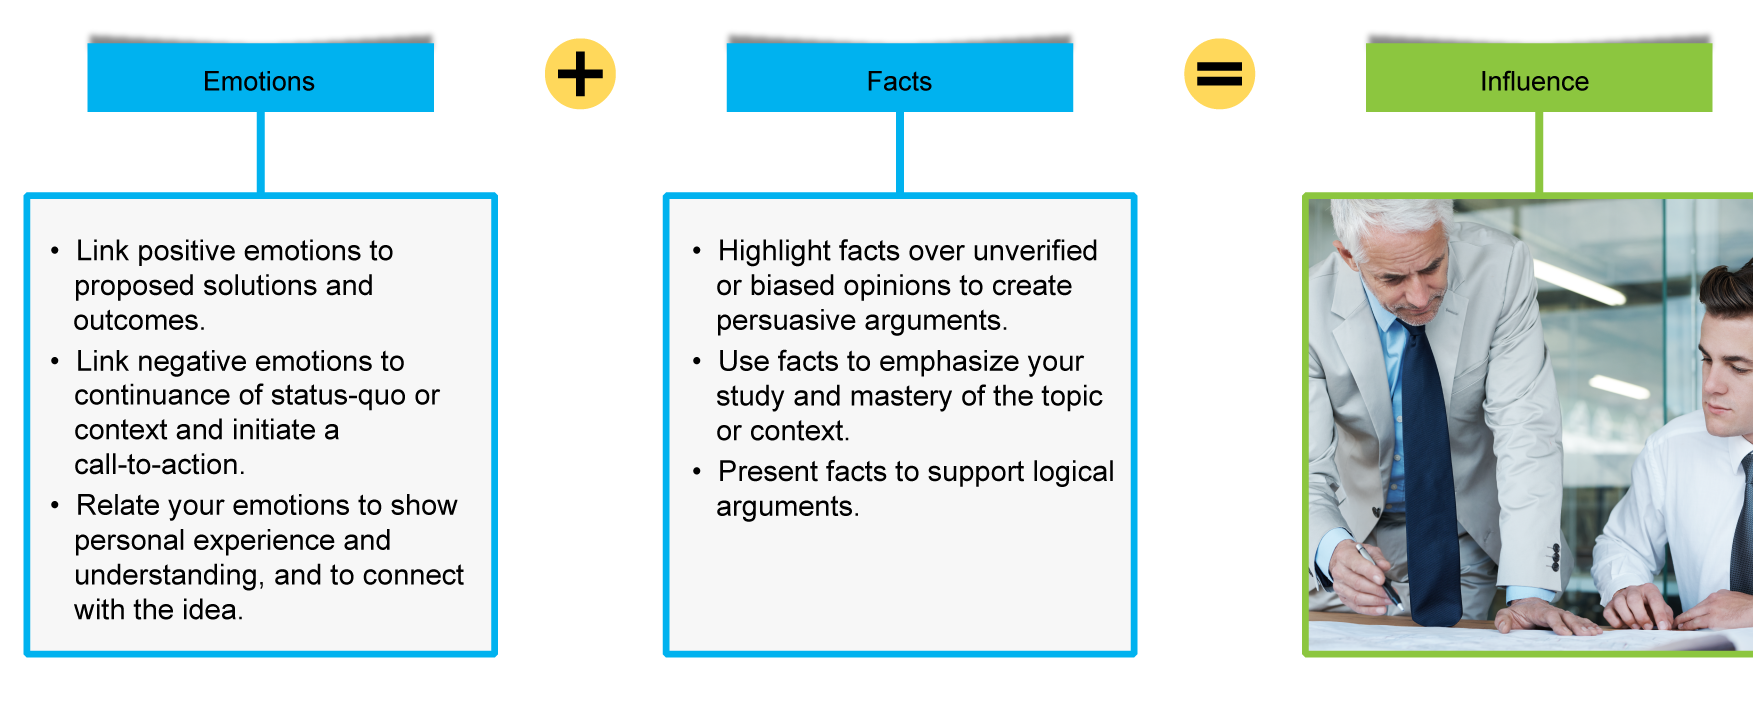 Emotions
+
Facts
=
Influence
• Link positive emotions to
proposed solutions and
outcomes.
• Link negative emotions to
continuance of status-quo or
context and initiate a
call-to-action.
• Relate your emotions to show
personal experience and
understanding, and to connect
with the idea.
• Highlight facts over unverified
or biased opinions to create
persuasive arguments.
• Use facts to emphasize your
study and mastery of the topic
or context.
• Present facts to support logical
arguments.